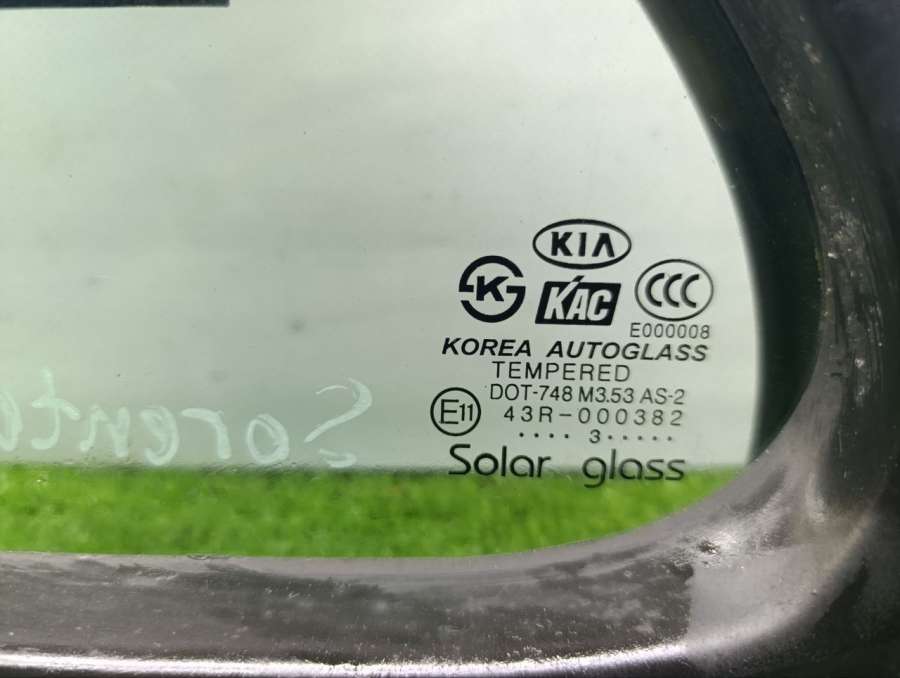 KIA
K
KAC
CCC
E000008
KOREA AUTOGLASS
TEMPERED
DOT-748 M3.53 AS-2
E11
43R-000382
.... 3.....
Solar glass